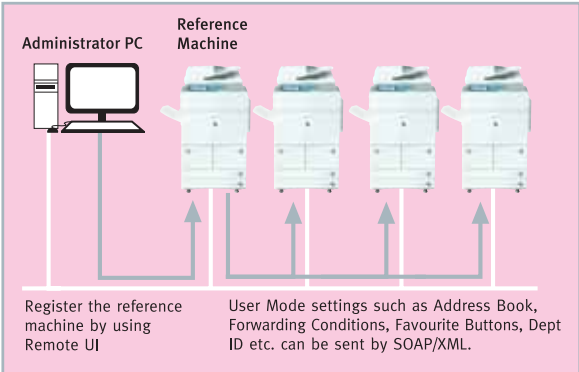 Reference
Machine
Administrator PC
Register the reference
machine by using
Remote UI
User Mode settings such as Address Book,
Forwarding Conditions, Favourite Buttons, Dept
ID etc. can be sent by SOAP/XML.